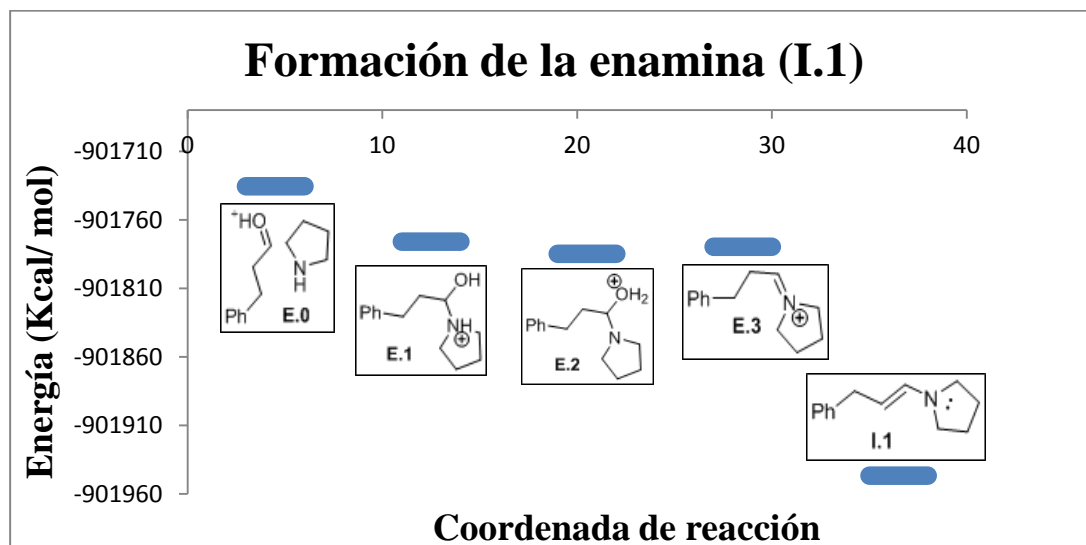 Formación de la enamina (I.1)
0 10 20 30 40
Energía (Kcal/ mol)
-901710
-901760
-901810
-901860
-901910
-901960
+HO
N
H
Ph
E.0
OH
Ph
NH
⊕
E.1
⊕
OH2
Ph
N
E.2
Ph
N
⊕
E.3
Ph
N :
I.1
Coordenada de reacción